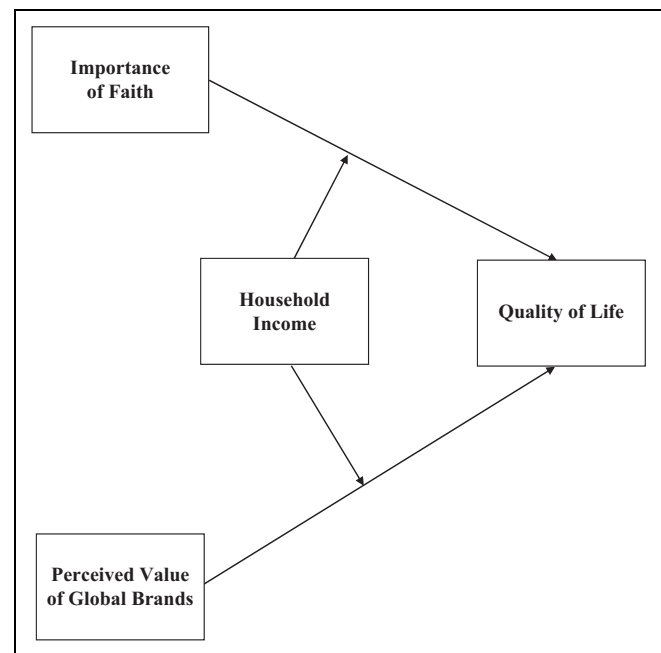 Importance
of Faith
Household
Income
Quality of Life
Perceived Value
of Global Brands